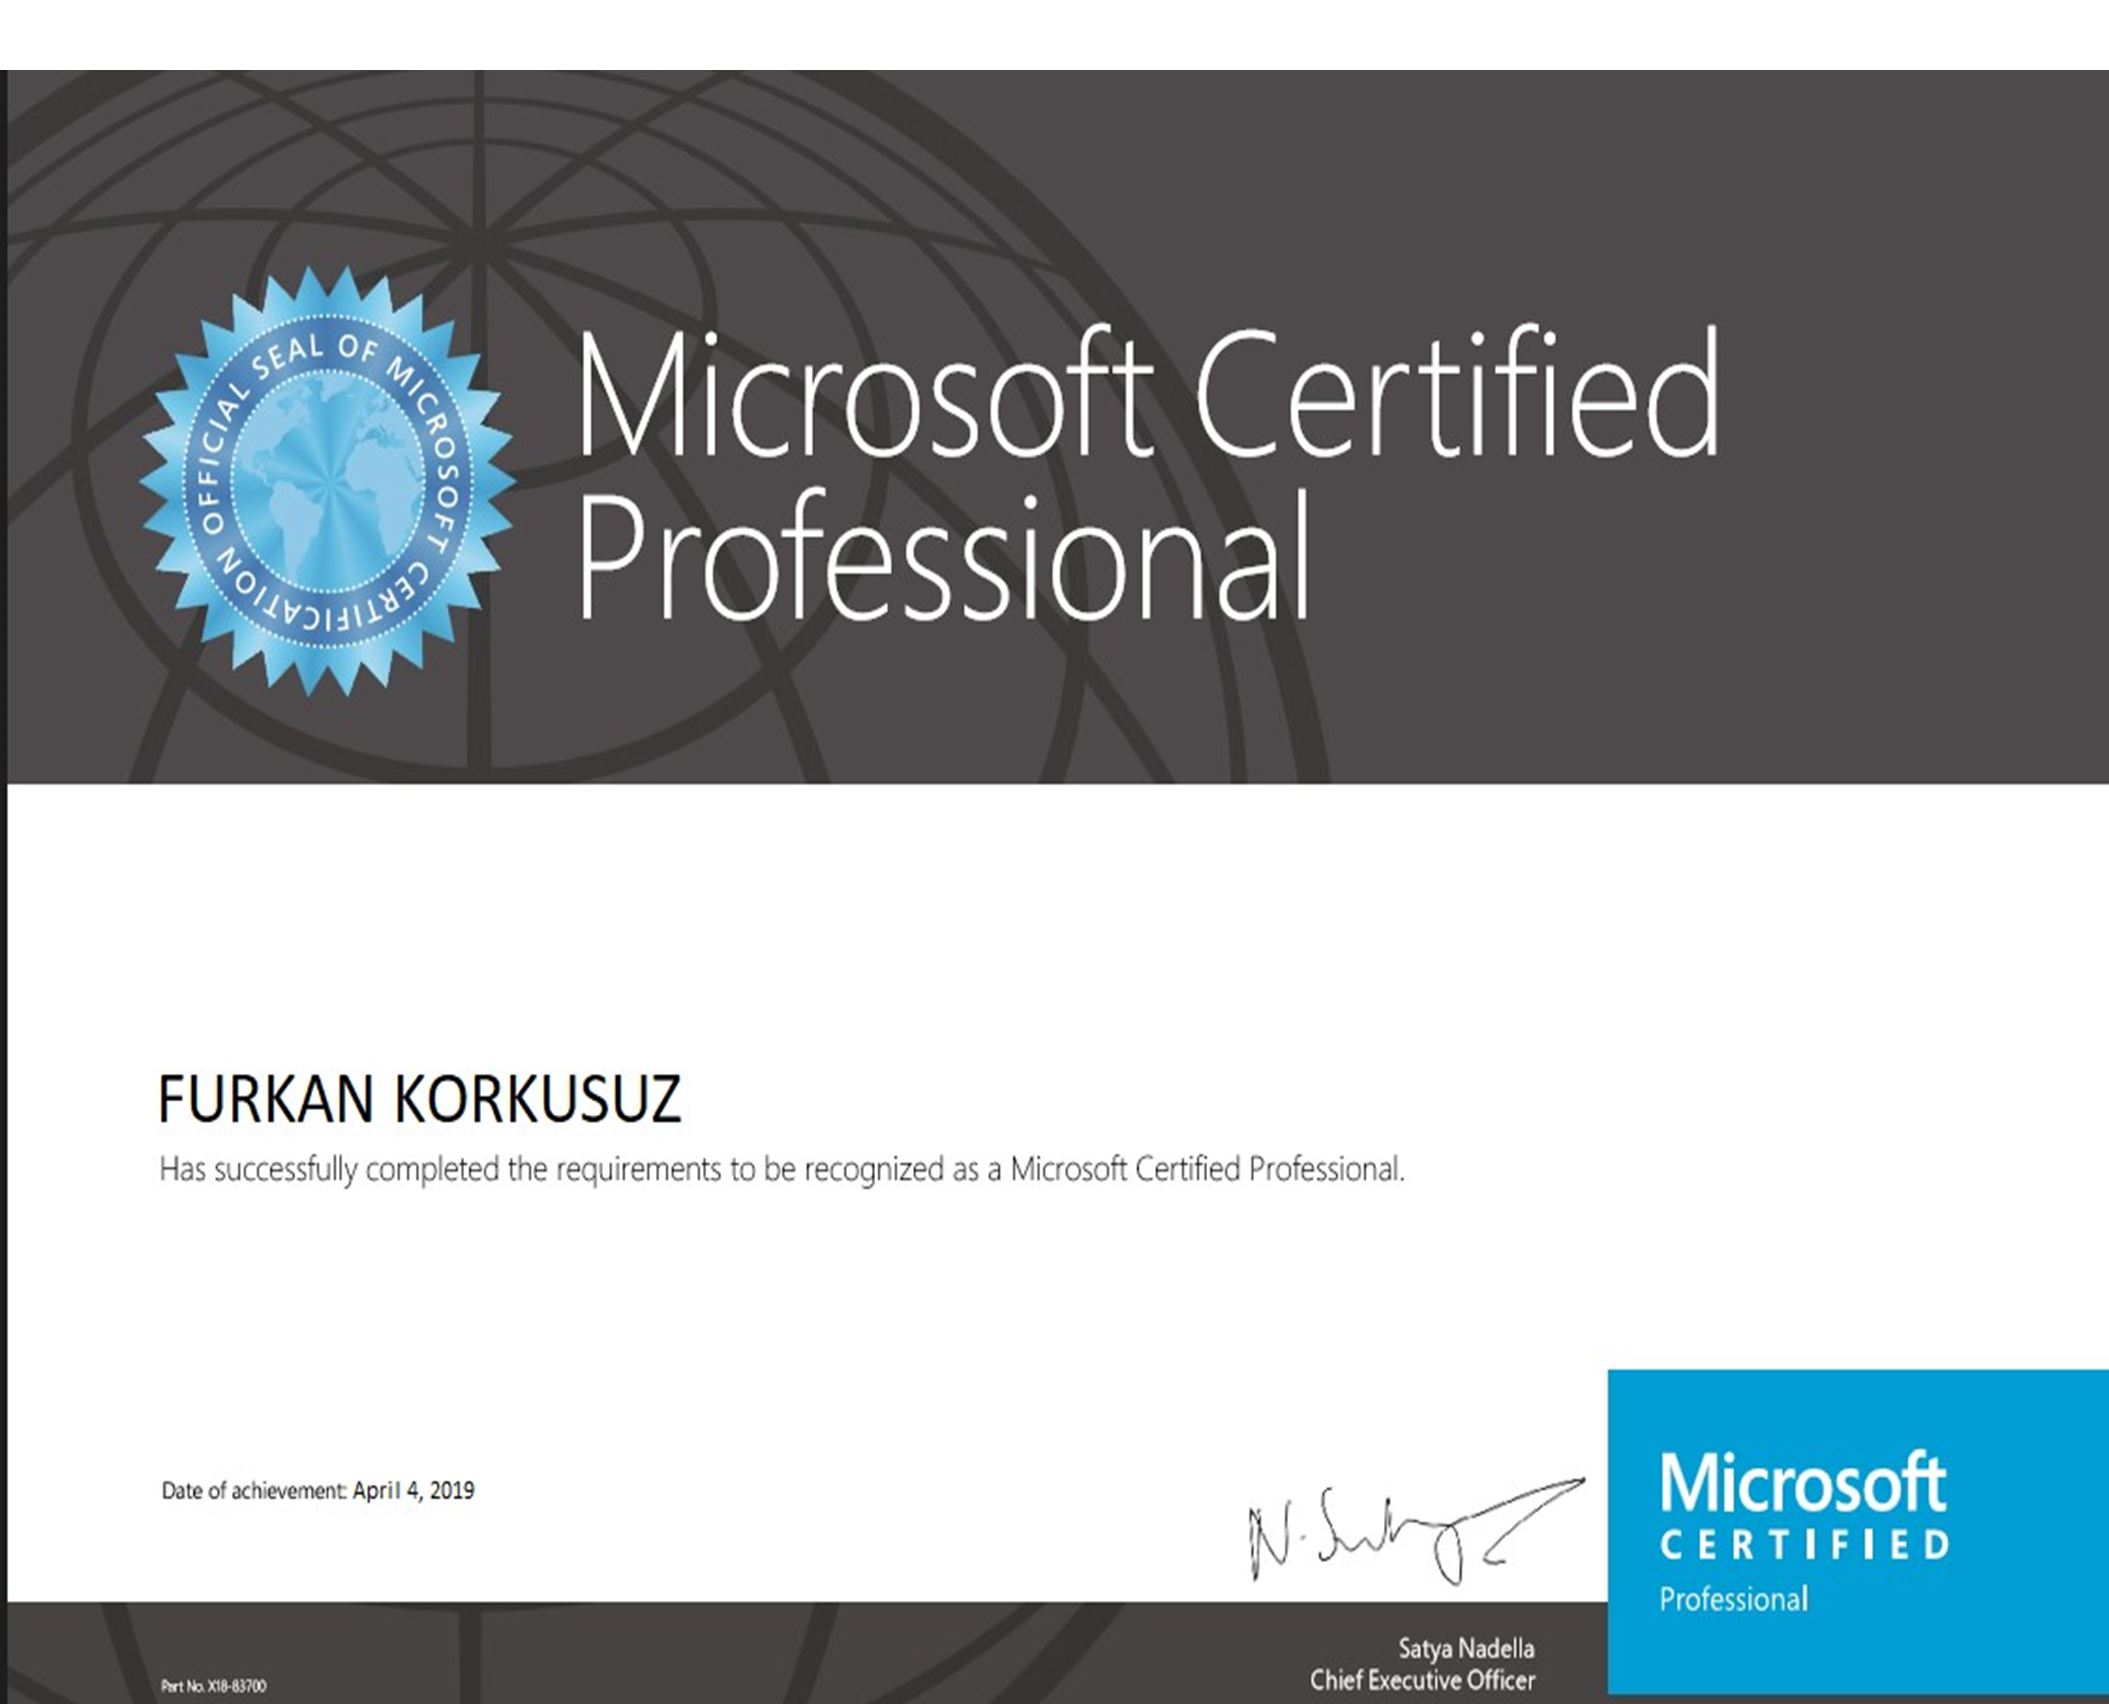 OFFICIAL SEAL OF MICROSOFT CERTIFICATION
Microsoft Certified
Professional
FURKAN KORKUSUZ
Has successfully completed the requirements to be recognized as a Microsoft Certified Professional.
Date of achievement: April 4, 2019
N. Satya
Microsoft
CERTIFIED
Professional
Satya Nadella
Chief Executive Officer
Part No. X18-83700